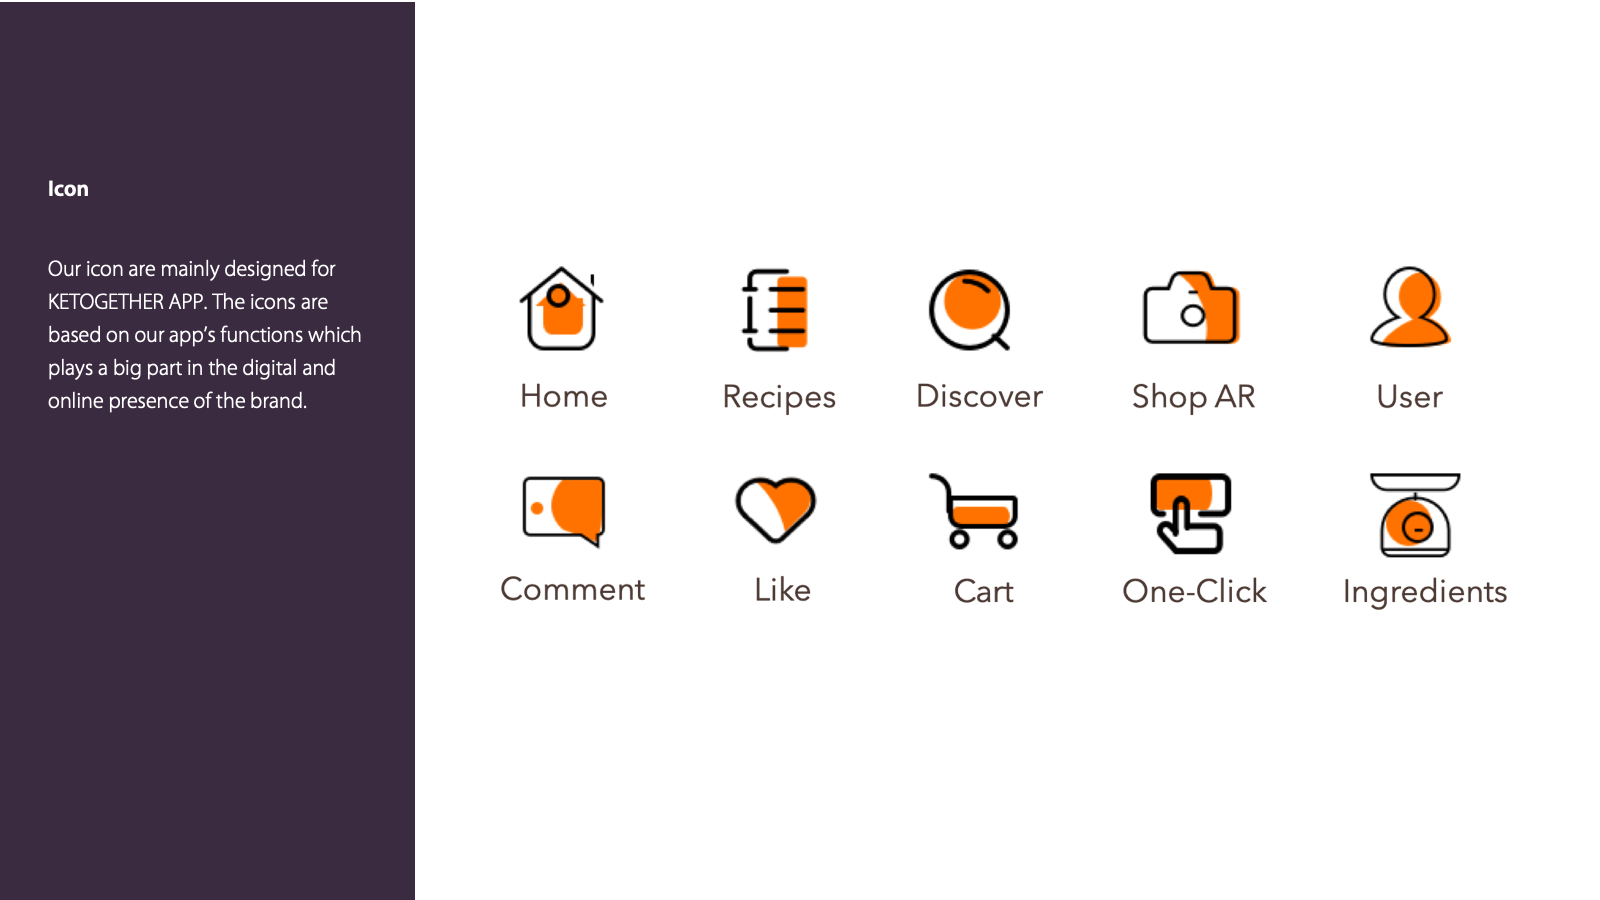 Icon
Our icon are mainly designed for
KETOGETHER APP. The icons are
based on our app’s functions which
plays a big part in the digital and
online presence of the brand.
Home
Recipes
Discover
Shop AR
User
Comment
Like
Cart
One-Click
Ingredients